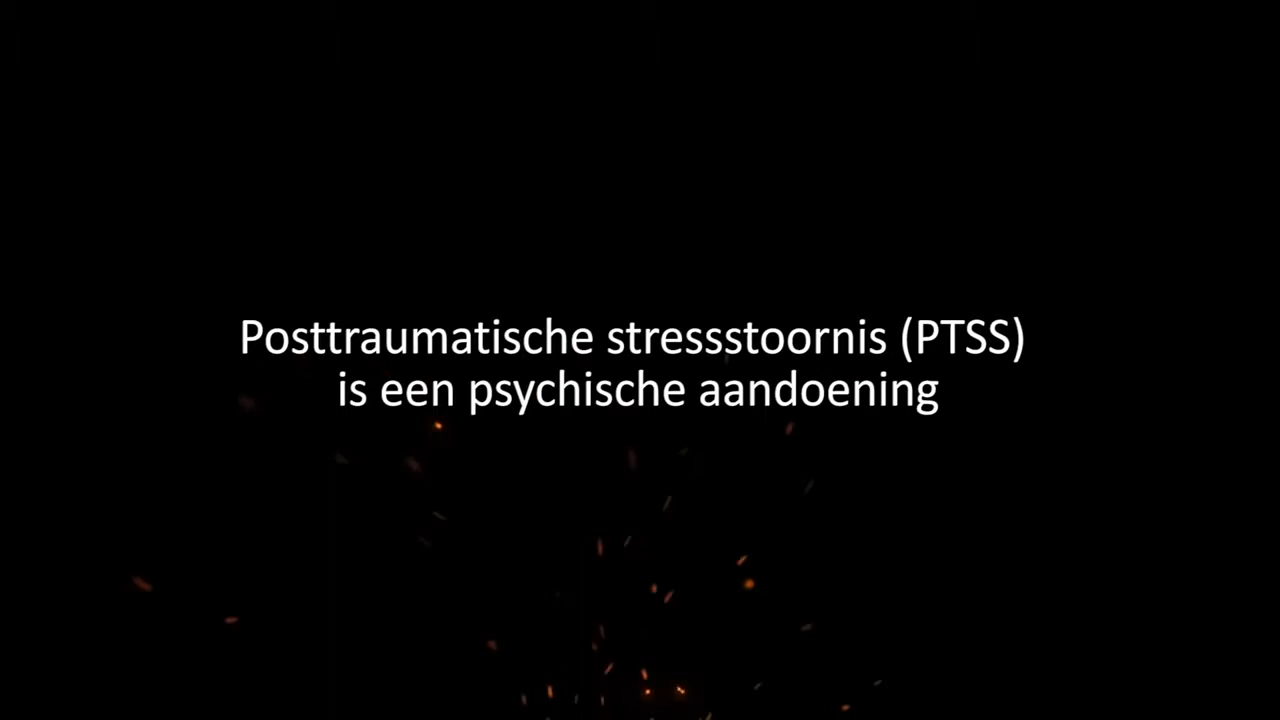 Posttraumatische stressstoornis (PTSS)
is een psychische aandoening